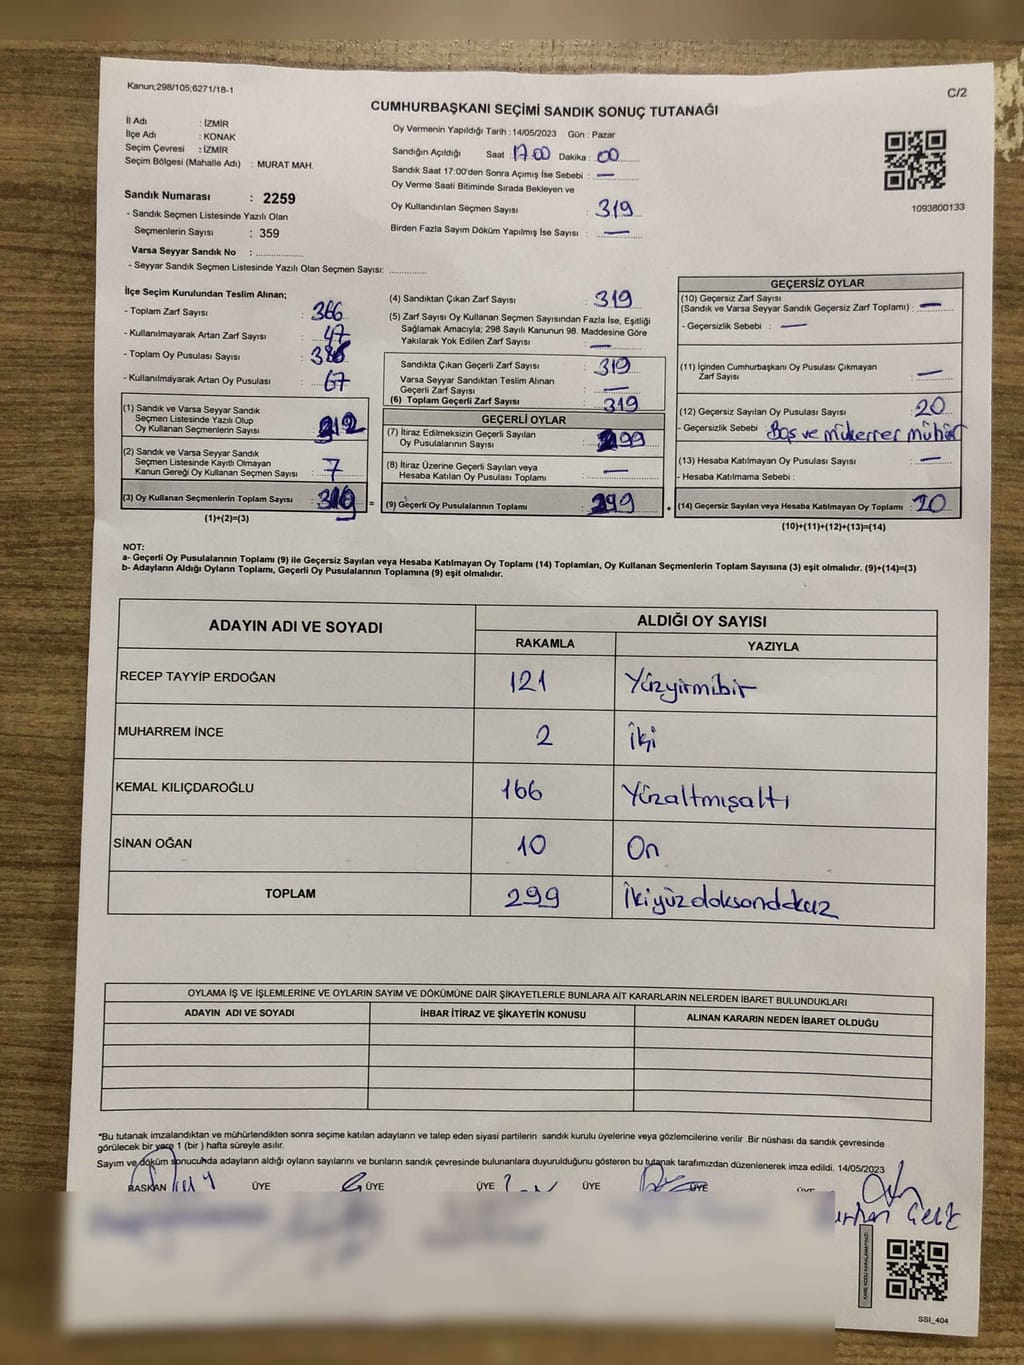 Kanun;298/105,6271/18-1
C/2
CUMHURBAŞKANI SEÇİMİ SANDIK SONUÇ TUTANAĞI
İl Adı : İZMİR
İlçe Adı : KONAK
Seçim Çevresi : İZMİR
Seçim Bölgesi (Mahalle Adı) : MURAT MAH.
Sandık Numarası : 2259
- Sandık Seçmen Listesinde Yazılı Olan
Seçmenlerin Sayısı : 359
Varsa Seyyar Sandık No :
- Seyyar Sandık Seçmen Listesinde Yazılı Olan Seçmen Sayısı:
Oy Vermenin Yapıldığı Tarih : 14/05/2023 Gün : Pazar
Sandığın Açıldığı Saat : 17.00 Dakika : 00
Sandık Saat 17:00'den Sonra Açımış İse Sebebi : —
Oy Verme Saati Bitiminde Sırada Bekleyen ve
Oy Kullandırılan Seçmen Sayısı : 319
Birden Fazla Sayım Döküm Yapılmış İse Sayısı : —
1093800133
İlçe Seçim Kurulundan Teslim Alınan;
- Toplam Zarf Sayısı : 366
- Kullanılmayarak Artan Zarf Sayısı : 47
- Toplam Oy Pusulası Sayısı :
- Kullanılmayarak Artan Oy Pusulası : 67
(1) Sandık ve Varsa Seyyar Sandık
Seçmen Listesinde Yazılı Olup
Oy Kullanan Seçmenlerin Sayısı :
(2) Sandık ve Varsa Seyyar Sandık
Seçmen Listesinde Kayıtlı Olmayan
Kanun Gereği Oy Kullanan Seçmen Sayısı : 7
(3) Oy Kullanan Seçmenlerin Toplam Sayısı : =
(1)+(2)=(3)
(4) Sandıktan Çıkan Zarf Sayısı : 319
(5) Zarf Sayısı Oy Kullanan Seçmen Sayısından Fazla İse, Eşitliği
Sağlamak Amacıyla; 298 Sayılı Kanunun 98. Maddesine Göre
Yakılarak Yok Edilen Zarf Sayısı : —
Sandıkta Çıkan Geçerli Zarf Sayısı : 319
Varsa Seyyar Sandıktan Teslim Alınan
Geçerli Zarf Sayısı : —
(6) Toplam Geçerli Zarf Sayısı : 319
GEÇERLİ OYLAR
(7) İtiraz Edilmeksizin Geçerli Sayılan
Oy Pusulalarının Sayısı : 299
(8) İtiraz Üzerine Geçerli Sayılan veya
Hesaba Katılan Oy Pusulası Toplamı : —
(9) Geçerli Oy Pusulalarının Toplamı : 299 +
GEÇERSİZ OYLAR
(10) Geçersiz Zarf Sayısı
(Sandık ve Varsa Seyyar Sandık Geçersiz Zarf Toplamı) : —
- Geçersizlik Sebebi : —
(11) İçinden Cumhurbaşkanı Oy Pusulası Çıkmayan
Zarf Sayısı : —
(12) Geçersiz Sayılan Oy Pusulası Sayısı : 20
- Geçersizlik Sebebi : Boş ve mükerrer mühür
(13) Hesaba Katılmayan Oy Pusulası Sayısı : —
- Hesaba Katılmama Sebebi :
(14) Geçersiz Sayılan veya Hesaba Katılmayan Oy Toplamı : 20
(10)+(11)+(12)+(13)=(14)
NOT:
a- Geçerli Oy Pusulalarının Toplamı (9) ile Geçersiz Sayılan veya Hesaba Katılmayan Oy Toplamı (14) Toplamları, Oy Kullanan Seçmenlerin Toplam Sayısına (3) eşit olmalıdır. (9)+(14)=(3)
b- Adayların Aldığı Oyların Toplamı, Geçerli Oy Pusulalarının Toplamına (9) eşit olmalıdır.
ADAYIN ADI VE SOYADI
ALDIĞI OY SAYISI
RAKAMLA YAZIYLA
RECEP TAYYİP ERDOĞAN 121 Yüzyirmibir
MUHARREM İNCE 2 İki
KEMAL KILIÇDAROĞLU 166 Yüzaltmışaltı
SİNAN OĞAN 10 On
TOPLAM 299 İkiyüzdoksandokuz
OYLAMA İŞ VE İŞLEMLERİNE VE OYLARIN SAYIM VE DÖKÜMÜNE DAİR ŞİKAYETLERLE BUNLARA AİT KARARLARIN NELERDEN İBARET BULUNDUKLARI
ADAYIN ADI VE SOYADI İHBAR İTİRAZ VE ŞİKAYETİN KONUSU ALINAN KARARIN NEDEN İBARET OLDUĞU
*Bu tutanak imzalandıktan ve mühürlendikten sonra seçime katılan adayların ve talep eden siyasi partilerin sandık kurulu üyelerine veya gözlemcilerine verilir .Bir nüshası da sandık çevresinde
görülecek bir yere 1 (bir ) hafta süreyle asılır.
Sayım ve döküm sonucunda adayların aldığı oyların sayılarını ve bunların sandık çevresinde bulunanlara duyurulduğunu gösteren bu tutanak tarafımızdan düzenlenerek imza edildi. 14/05/2023
BAŞKAN ÜYE ÜYE ÜYE ÜYE ÜYE
SSI_404